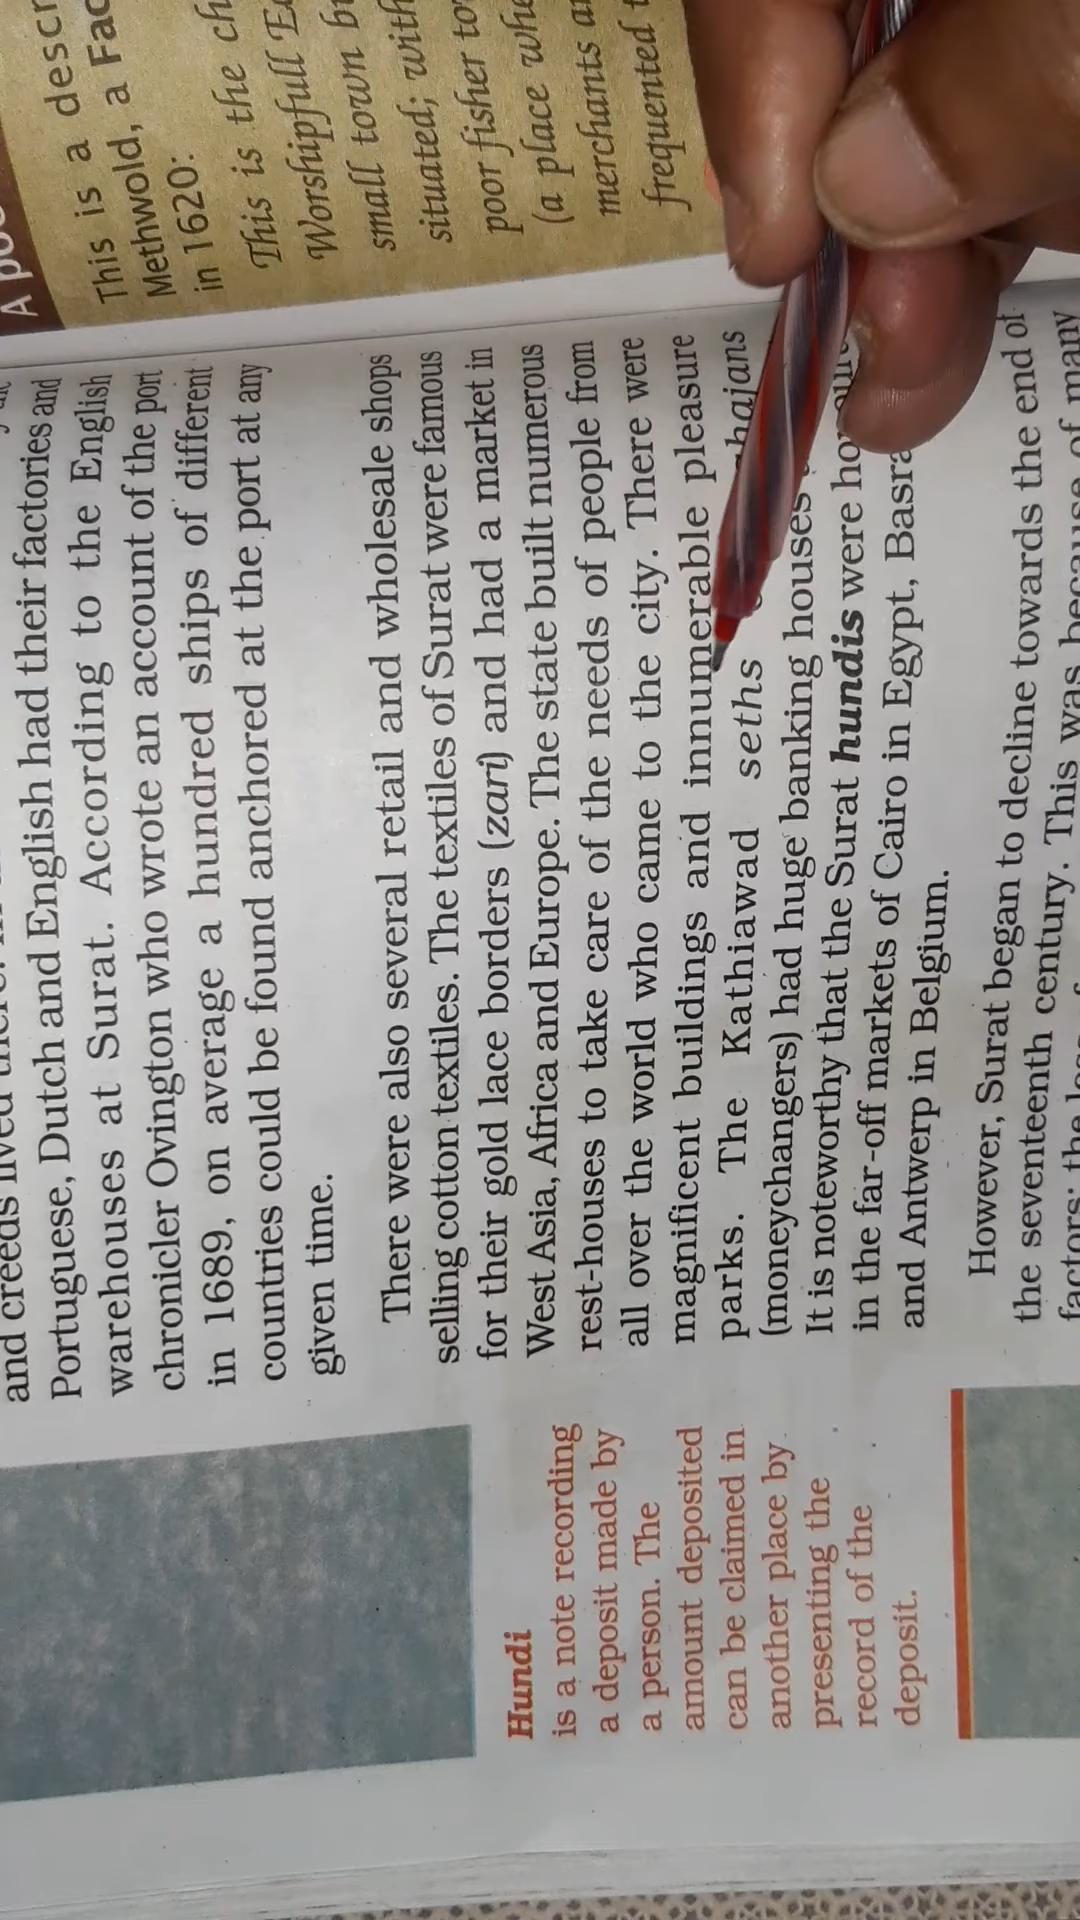 and creeds lived
Portuguese, Dutch and English had their factories and
warehouses at Surat. According to the English
chronicler Ovington who wrote an account of the port
in 1689, on average a hundred ships of different
countries could be found anchored at the port at any
given time.
There were also several retail and wholesale shops
selling cotton textiles. The textiles of Surat were famous
for their gold lace borders (zari) and had a market in
West Asia, Africa and Europe. The state built numerous
rest-houses to take care of the needs of people from
all over the world who came to the city. There were
magnificent buildings and innumerable pleasure
parks. The Kathiawad seths
(moneychangers) had huge banking houses
It is noteworthy that the Surat hundis were
in the far-off markets of Cairo in Egypt, Basra
and Antwerp in Belgium.
However, Surat began to decline towards the end of
the seventeenth century. This was because of many
factors: the
Hundi
is a note recording
a deposit made by
a person. The
amount deposited
can be claimed in
another place by
presenting the
record of the
deposit.
A
This is a
Methwold, a
in 1620:
This is the
Worshipfull
small town
situated; with
poor fisher
(a place
merchants
frequented